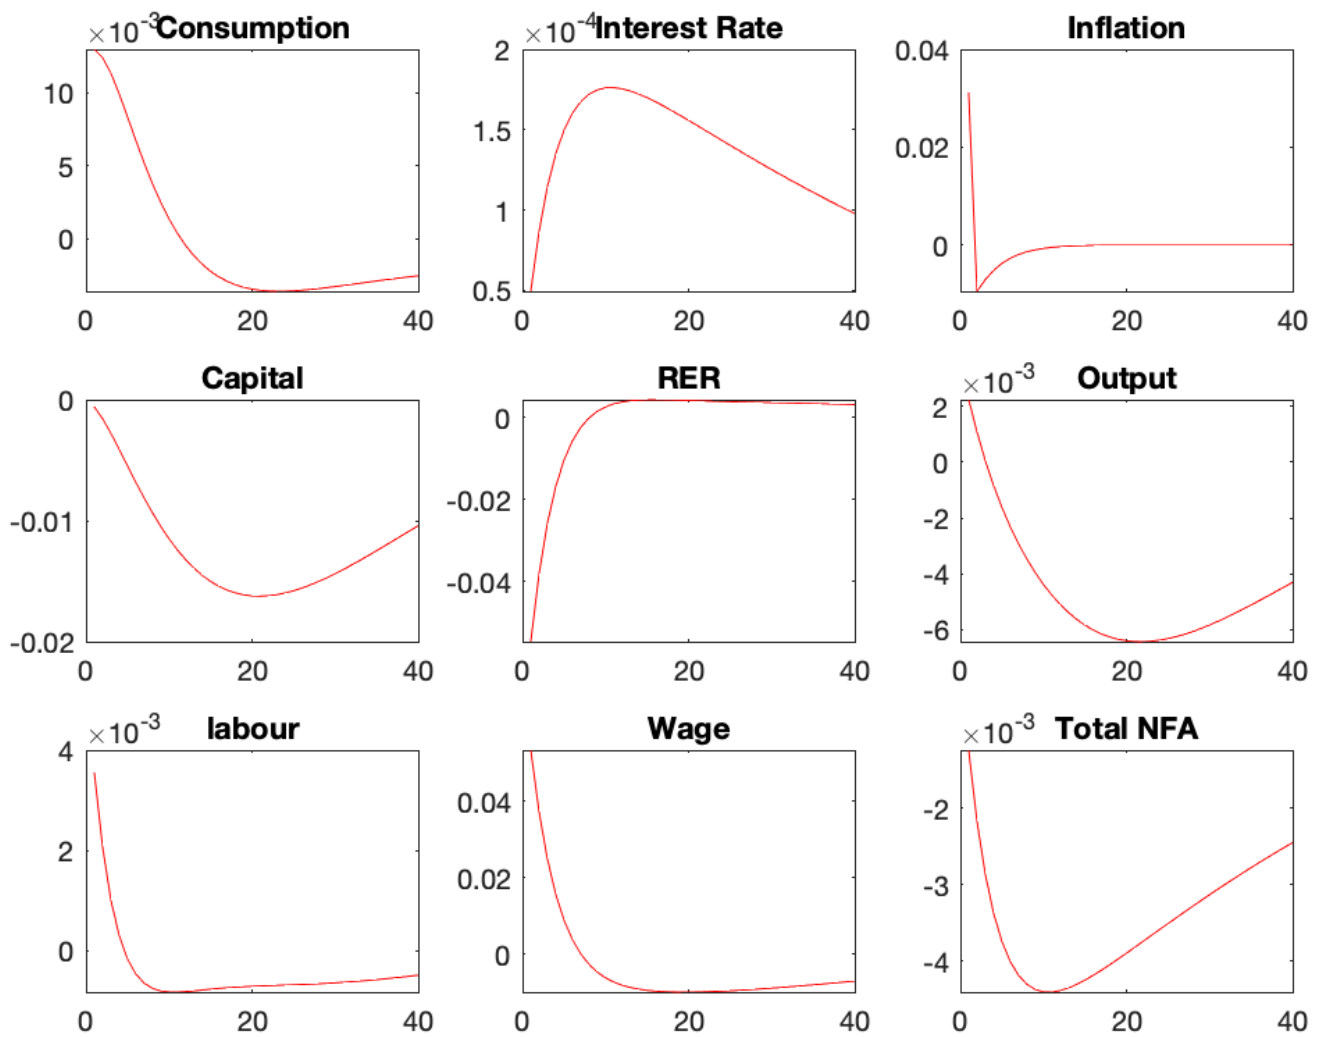 ×10-3 Consumption
10
5
0
0 20 40
×10-4 Interest Rate
2
1.5
1
0.5
0 20 40
Inflation
0.04
0.02
0
0 20 40
Capital
0
-0.01
-0.02
0 20 40
RER
0
-0.02
-0.04
0 20 40
×10-3 Output
2
0
-2
-4
-6
0 20 40
×10-3 labour
4
2
0
0 20 40
Wage
0.04
0.02
0
0 20 40
×10-3 Total NFA
-2
-3
-4
0 20 40